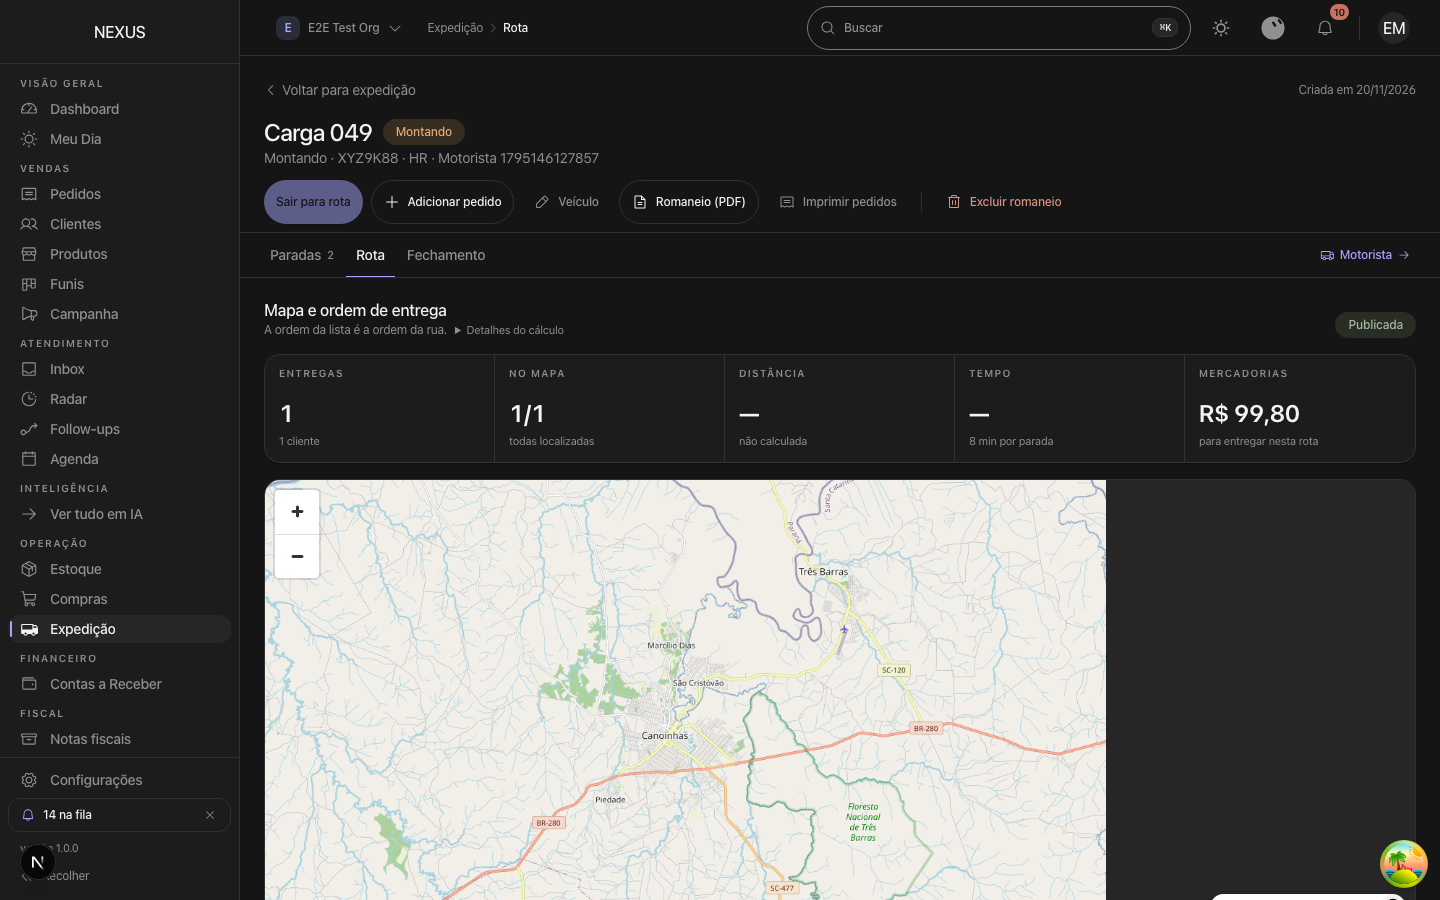 NEXUS
E
E2E Test Org
Expedição
Rota
Buscar
⌘K
10
EM
VISÃO GERAL
Dashboard
Meu Dia
VENDAS
Pedidos
Clientes
Produtos
Funis
Campanha
ATENDIMENTO
Inbox
Radar
Follow-ups
Agenda
INTELIGÊNCIA
Ver tudo em IA
OPERAÇÃO
Estoque
Compras
Expedição
FINANCEIRO
Contas a Receber
FISCAL
Notas fiscais
Configurações
14 na fila
1.0.0
N
Voltar para expedição
Criada em 20/11/2026
Carga 049
Montando
Montando · XYZ9K88 · HR · Motorista 1795146127857
Sair para rota
Adicionar pedido
Veículo
Romaneio (PDF)
Imprimir pedidos
Excluir romaneio
Paradas 2
Rota
Fechamento
Motorista
Mapa e ordem de entrega
A ordem da lista é a ordem da rua.
Detalhes do cálculo
Publicada
ENTREGAS
1
1 cliente
NO MAPA
1/1
todas localizadas
DISTÂNCIA
—
não calculada
TEMPO
—
8 min por parada
MERCADORIAS
R$ 99,80
para entregar nesta rota
+
−
Paraná
Três Barras
Marcílio Dias
São Cristóvão
SC-120
BR-280
Canoinhas
Piedade
BR-280
Floresta
Nacional
de Três
Barras
SC-477